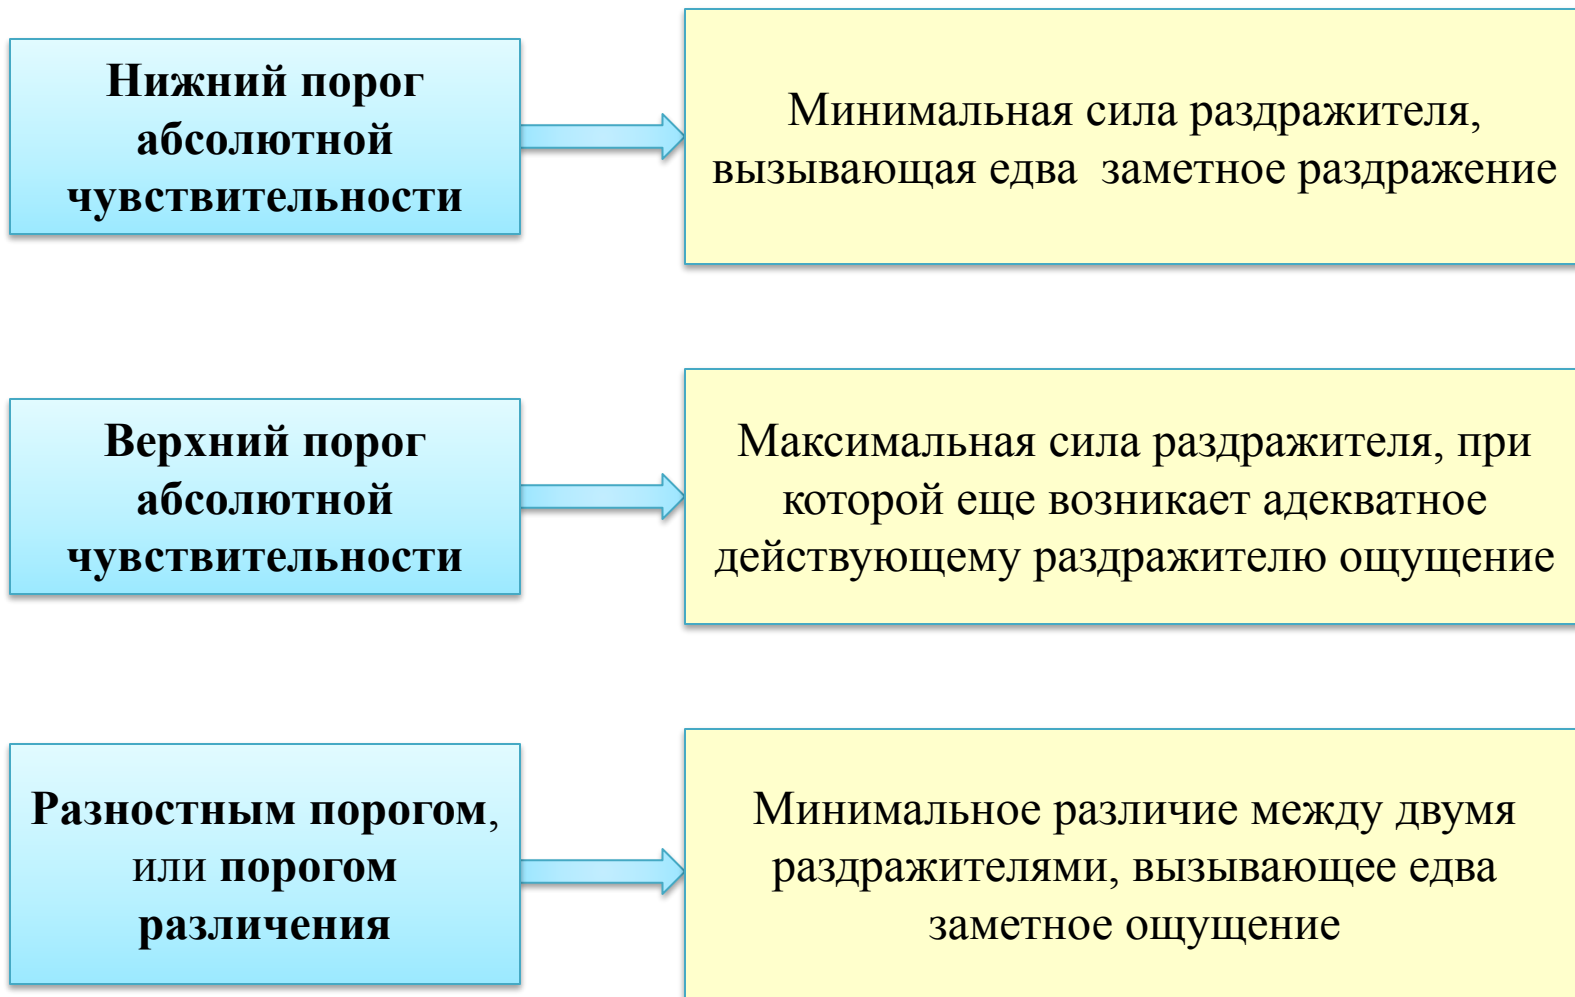 Нижний порог
абсолютной
чувствительности
Минимальная сила раздражителя,
вызывающая едва  заметное раздражение
Верхний порог
абсолютной
чувствительности
Максимальная сила раздражителя, при
которой еще возникает адекватное
действующему раздражителю ощущение
Разностным порогом,
или порогом
различения
Минимальное различие между двумя
раздражителями, вызывающее едва
заметное ощущение